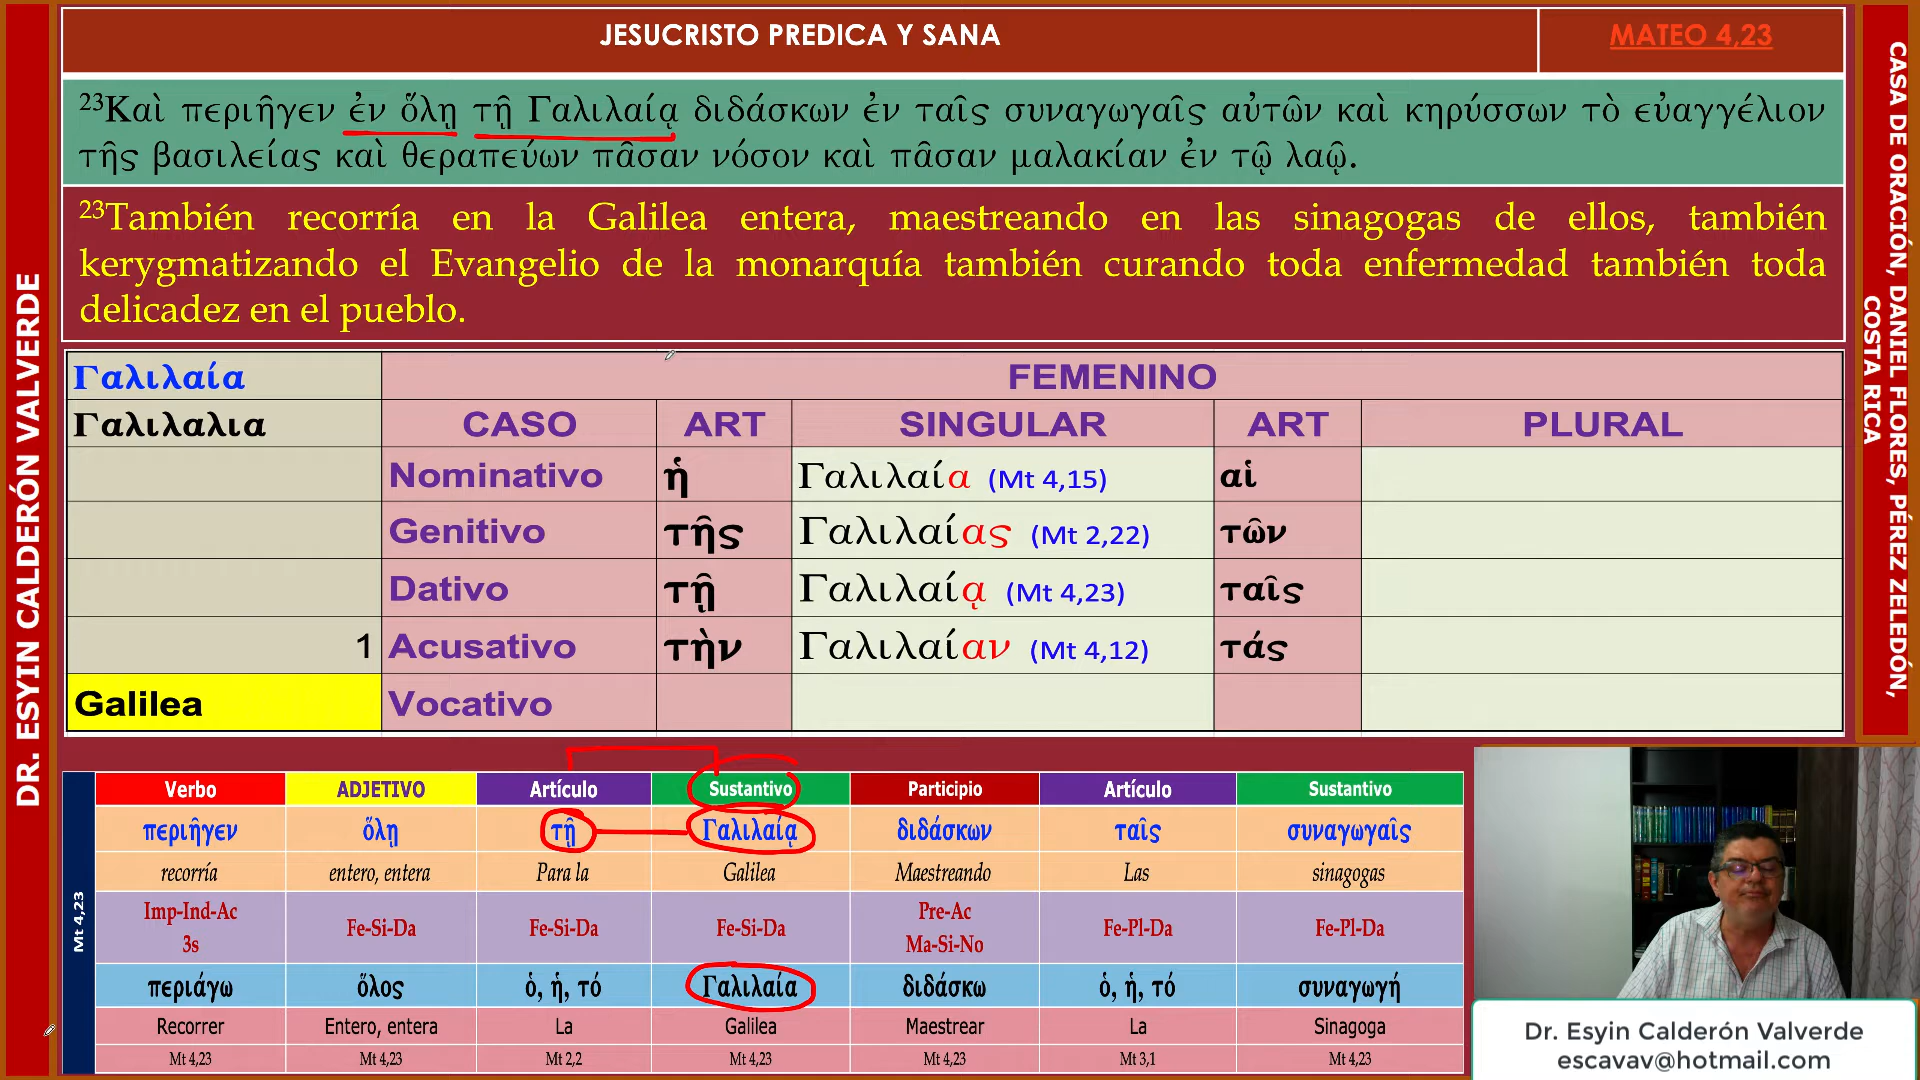 JESUCRISTO PREDICA Y SANA
MATEO 4,23
²³Καὶ περιῆγεν ἐν ὅλῃ τῇ Γαλιλαίᾳ διδάσκων ἐν ταῖς συναγωγαῖς αὐτῶν καὶ κηρύσσων τὸ εὐαγγέλιον
τῆς βασιλείας καὶ θεραπεύων πᾶσαν νόσον καὶ πᾶσαν μαλακίαν ἐν τῷ λαῷ.
²³También recorría en la Galilea entera, maestreando en las sinagogas de ellos, también
kerygmatizando el Evangelio de la monarquía también curando toda enfermedad también toda
delicadez en el pueblo.
Γαλιλαία FEMENINO
Γαλιλαλια CASO ART SINGULAR ART PLURAL
Nominativo ἡ Γαλιλαία (Mt 4,15) αἱ
Genitivo τῆς Γαλιλαίας (Mt 2,22) τῶν
Dativo τῇ Γαλιλαίᾳ (Mt 4,23) ταῖς
1 Acusativo τὴν Γαλιλαίαν (Mt 4,12) τάς
Galilea Vocativo
Verbo ADJETIVO Artículo Sustantivo Participio Artículo Sustantivo
περιῆγεν ὅλῃ τῇ Γαλιλαίᾳ διδάσκων ταῖς συναγωγαῖς
recorría entero, entera Para la Galilea Maestreando Las sinagogas
Imp-Ind-Ac 3s Fe-Si-Da Fe-Si-Da Fe-Si-Da Pre-Ac Ma-Si-No Fe-Pl-Da Fe-Pl-Da
περιάγω ὅλος ὁ, ἡ, τό Γαλιλαία διδάσκω ὁ, ἡ, τό συναγωγή
Recorrer Entero, entera La Galilea Maestrear La Sinagoga
Mt 4,23 Mt 4,23 Mt 2,2 Mt 4,23 Mt 4,23 Mt 3,1 Mt 4,23
Mt 4,23
DR. ESYIN CALDERÓN VALVERDE
CASA DE ORACIÓN, DANIEL FLORES, PÉREZ ZELEDÓN,
COSTA RICA
Dr. Esyin Calderón Valverde
escavav@hotmail.com